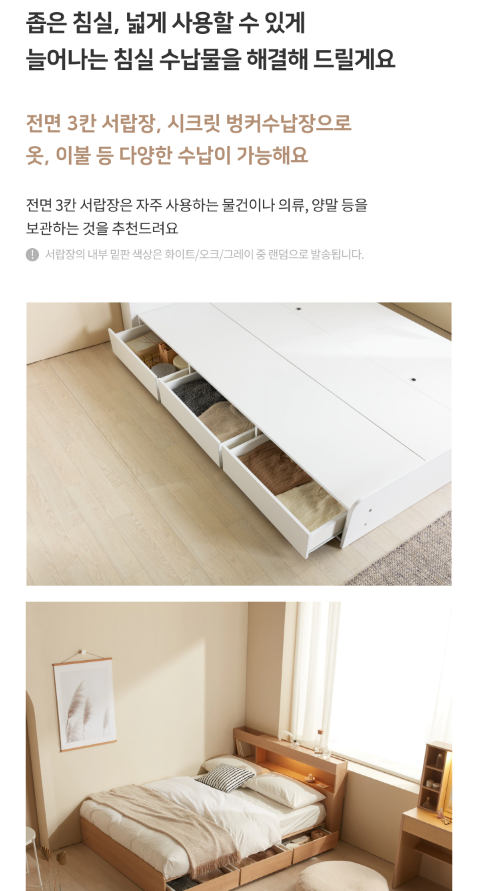 좁은 침실, 넓게 사용할 수 있게
늘어나는 침실 수납물을 해결해 드릴게요
전면 3칸 서랍장, 시크릿 벙커수납장으로
옷, 이불 등 다양한 수납이 가능해요
전면 3칸 서랍장은 자주 사용하는 물건이나 의류, 양말 등을
보관하는 것을 추천드려요
! 서랍장의 내부 밑판 색상은 화이트/오크/그레이 중 랜덤으로 발송됩니다.